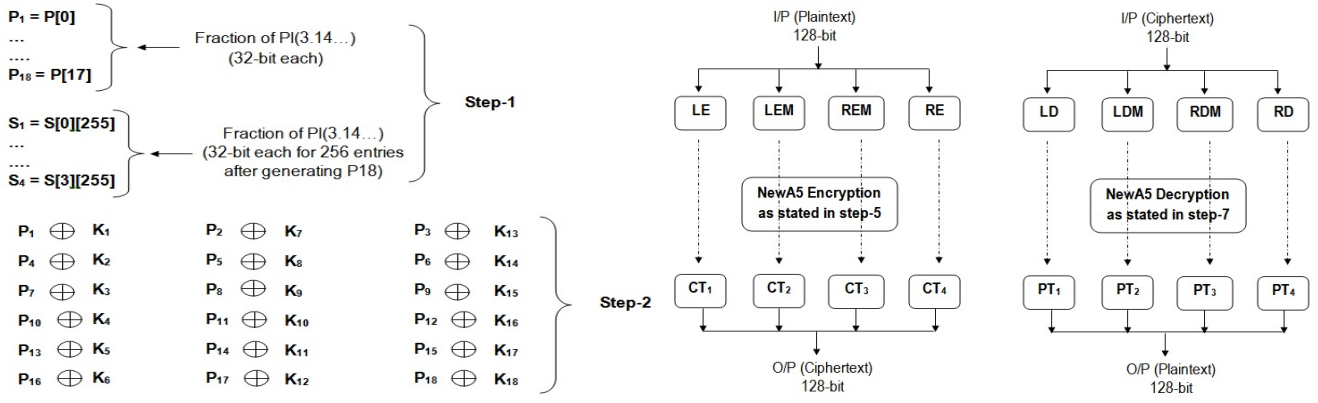 P1 = P[0]
...
....
P18 = P[17]
Fraction of PI(3.14...)
(32-bit each)
S1 = S[0][255]
...
....
S4 = S[3][255]
Fraction of PI(3.14...)
(32-bit each for 256 entries
after generating P18)
Step-1
P1 ⊕ K1 P2 ⊕ K7 P3 ⊕ K13
P4 ⊕ K2 P5 ⊕ K8 P6 ⊕ K14
P7 ⊕ K3 P8 ⊕ K9 P9 ⊕ K15
P10 ⊕ K4 P11 ⊕ K10 P12 ⊕ K16
P13 ⊕ K5 P14 ⊕ K11 P15 ⊕ K17
P16 ⊕ K6 P17 ⊕ K12 P18 ⊕ K18
Step-2
I/P (Plaintext)
128-bit
LE LEM REM RE
NewA5 Encryption
as stated in step-5
CT1 CT2 CT3 CT4
O/P (Ciphertext)
128-bit
I/P (Ciphertext)
128-bit
LD LDM RDM RD
NewA5 Decryption
as stated in step-7
PT1 PT2 PT3 PT4
O/P (Plaintext)
128-bit